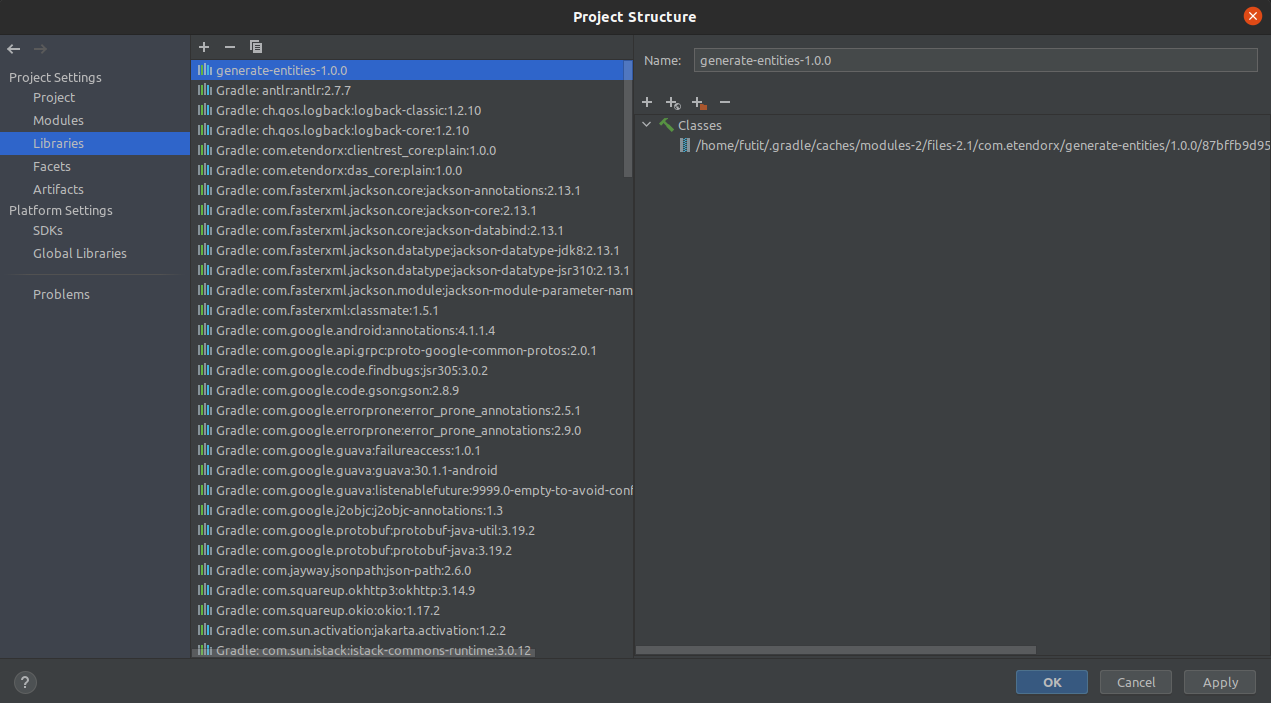 Project Structure
Project Settings
Project
Modules
Libraries
Facets
Artifacts
Platform Settings
SDKs
Global Libraries
Problems
generate-entities-1.0.0
Gradle: antlr:antlr:2.7.7
Gradle: ch.qos.logback:logback-classic:1.2.10
Gradle: ch.qos.logback:logback-core:1.2.10
Gradle: com.etendorx:clientrest_core:plain:1.0.0
Gradle: com.etendorx:das_core:plain:1.0.0
Gradle: com.fasterxml.jackson.core:jackson-annotations:2.13.1
Gradle: com.fasterxml.jackson.core:jackson-core:2.13.1
Gradle: com.fasterxml.jackson.core:jackson-databind:2.13.1
Gradle: com.fasterxml.jackson.datatype:jackson-datatype-jdk8:2.13.1
Gradle: com.fasterxml.jackson.datatype:jackson-datatype-jsr310:2.13.1
Gradle: com.fasterxml.jackson.module:jackson-module-parameter-nam
Gradle: com.fasterxml:classmate:1.5.1
Gradle: com.google.android:annotations:4.1.1.4
Gradle: com.google.api.grpc:proto-google-common-protos:2.0.1
Gradle: com.google.code.findbugs:jsr305:3.0.2
Gradle: com.google.code.gson:gson:2.8.9
Gradle: com.google.errorprone:error_prone_annotations:2.5.1
Gradle: com.google.errorprone:error_prone_annotations:2.9.0
Gradle: com.google.guava:failureaccess:1.0.1
Gradle: com.google.guava:guava:30.1.1-android
Gradle: com.google.guava:listenablefuture:9999.0-empty-to-avoid-conf
Gradle: com.google.j2objc:j2objc-annotations:1.3
Gradle: com.google.protobuf:protobuf-java-util:3.19.2
Gradle: com.google.protobuf:protobuf-java:3.19.2
Gradle: com.jayway.jsonpath:json-path:2.6.0
Gradle: com.squareup.okhttp3:okhttp:3.14.9
Gradle: com.squareup.okio:okio:1.17.2
Gradle: com.sun.activation:jakarta.activation:1.2.2
Gradle: com.sun.istack:istack-commons-runtime:3.0.12
Name: generate-entities-1.0.0
Classes
/home/futit/.gradle/caches/modules-2/files-2.1/com.etendorx/generate-entities/1.0.0/87bffb9d95
?
OK
Cancel
Apply